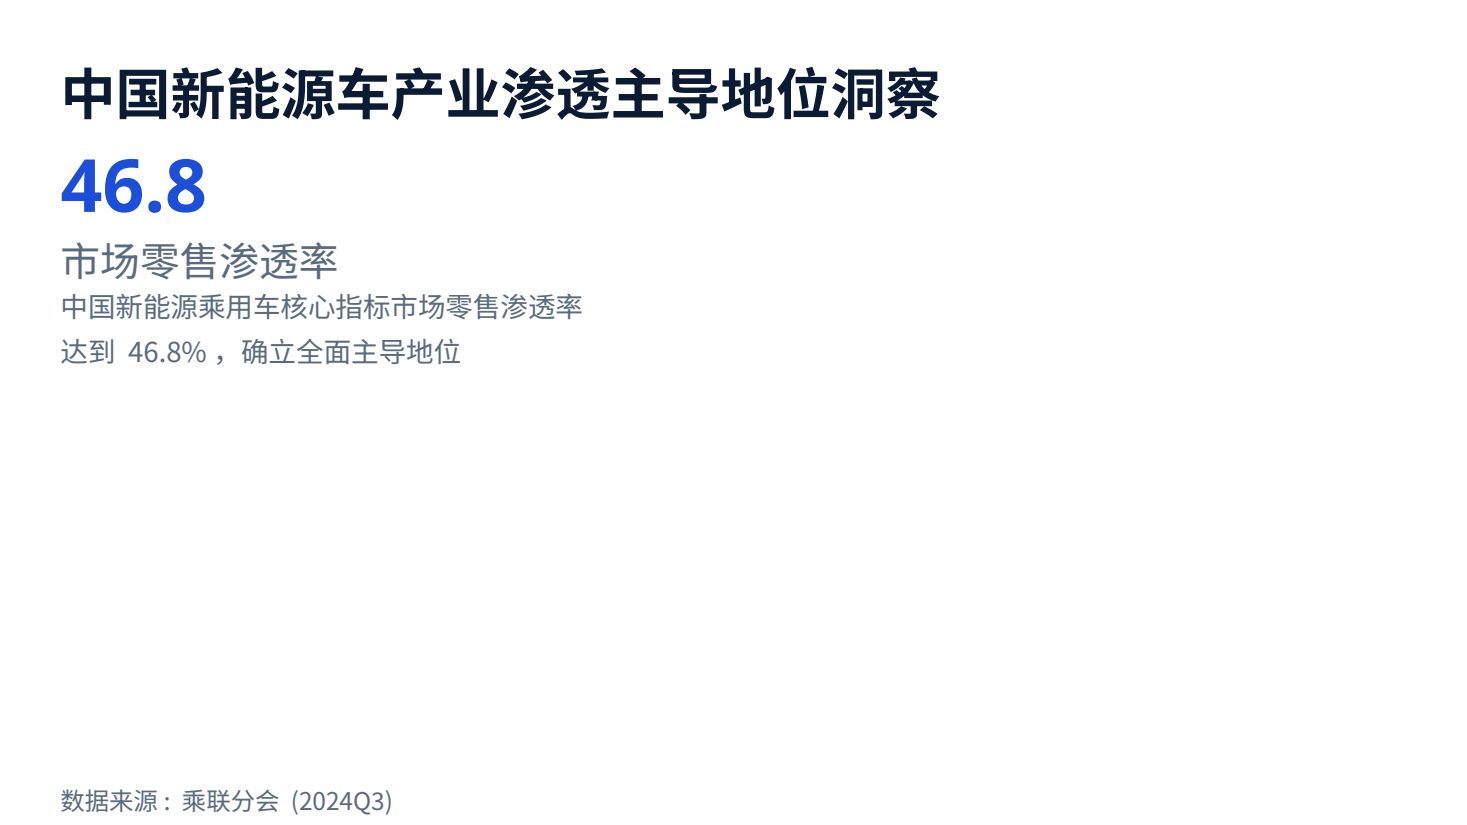 中国新能源车产业渗透主导地位洞察
46.8
市场零售渗透率
中国新能源乘用车核心指标市场零售渗透率
达到 46.8%，确立全面主导地位
数据来源：乘联分会 (2024Q3)